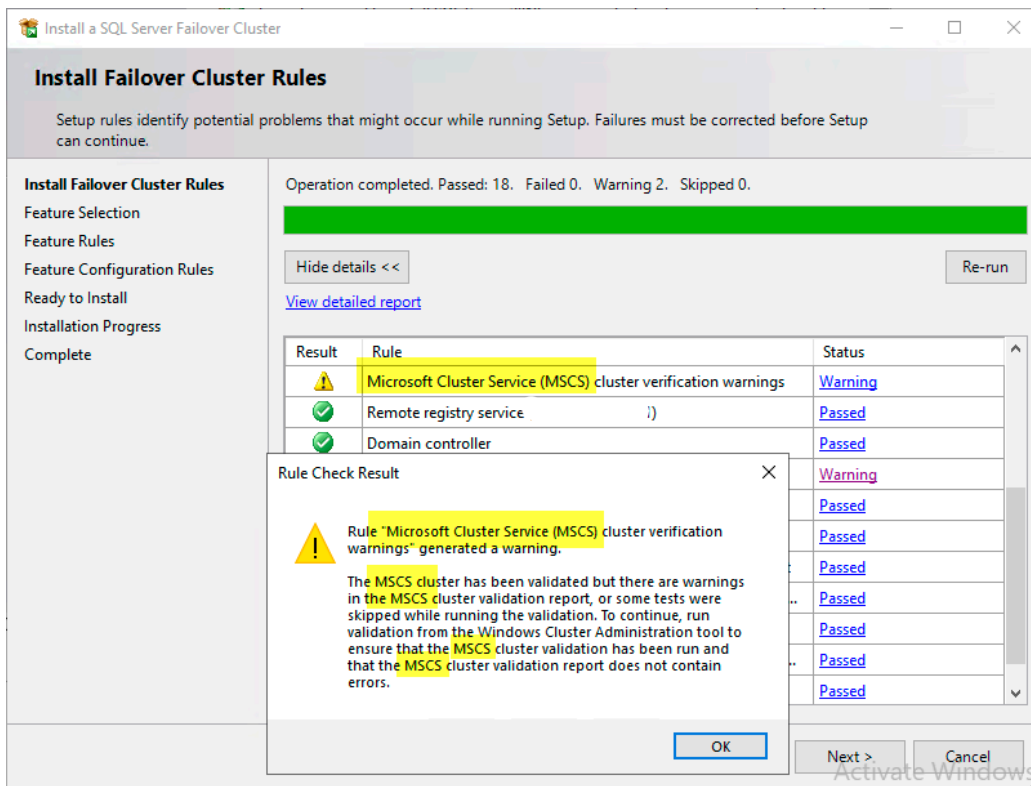 Install a SQL Server Failover Cluster
Install Failover Cluster Rules
Setup rules identify potential problems that might occur while running Setup. Failures must be corrected before Setup
can continue.
Install Failover Cluster Rules
Feature Selection
Feature Rules
Feature Configuration Rules
Ready to Install
Installation Progress
Complete
Operation completed. Passed: 18. Failed 0. Warning 2. Skipped 0.
Hide details <<
Re-run
View detailed report
Result Rule Status
Microsoft Cluster Service (MSCS) cluster verification warnings Warning
Remote registry service ) Passed
Domain controller Passed
Warning
Passed
Passed
Passed
Passed
Passed
Passed
Passed
Rule Check Result
Rule "Microsoft Cluster Service (MSCS) cluster verification
warnings" generated a warning.
The MSCS cluster has been validated but there are warnings
in the MSCS cluster validation report, or some tests were
skipped while running the validation. To continue, run
validation from the Windows Cluster Administration tool to
ensure that the MSCS cluster validation has been run and
that the MSCS cluster validation report does not contain
errors.
OK
Next >
Cancel
Activate Windows